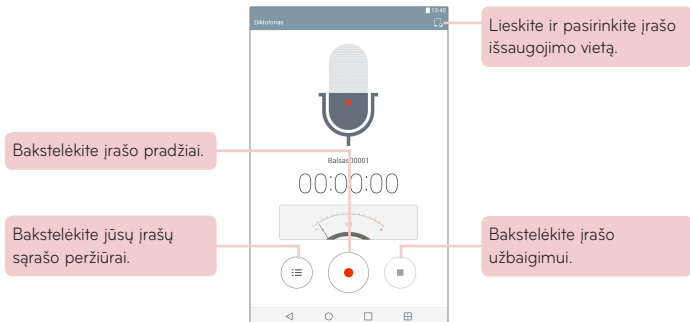 13:40
Diktofonas
Lieskite ir pasirinkite įrašo
išsaugojimo vietą.
Bakstelėkite įrašo pradžiai.
Balsas00001
00:00:00
- VU +
Bakstelėkite jūsų įrašų
sąrašo peržiūrai.
Bakstelėkite įrašo
užbaigimui.